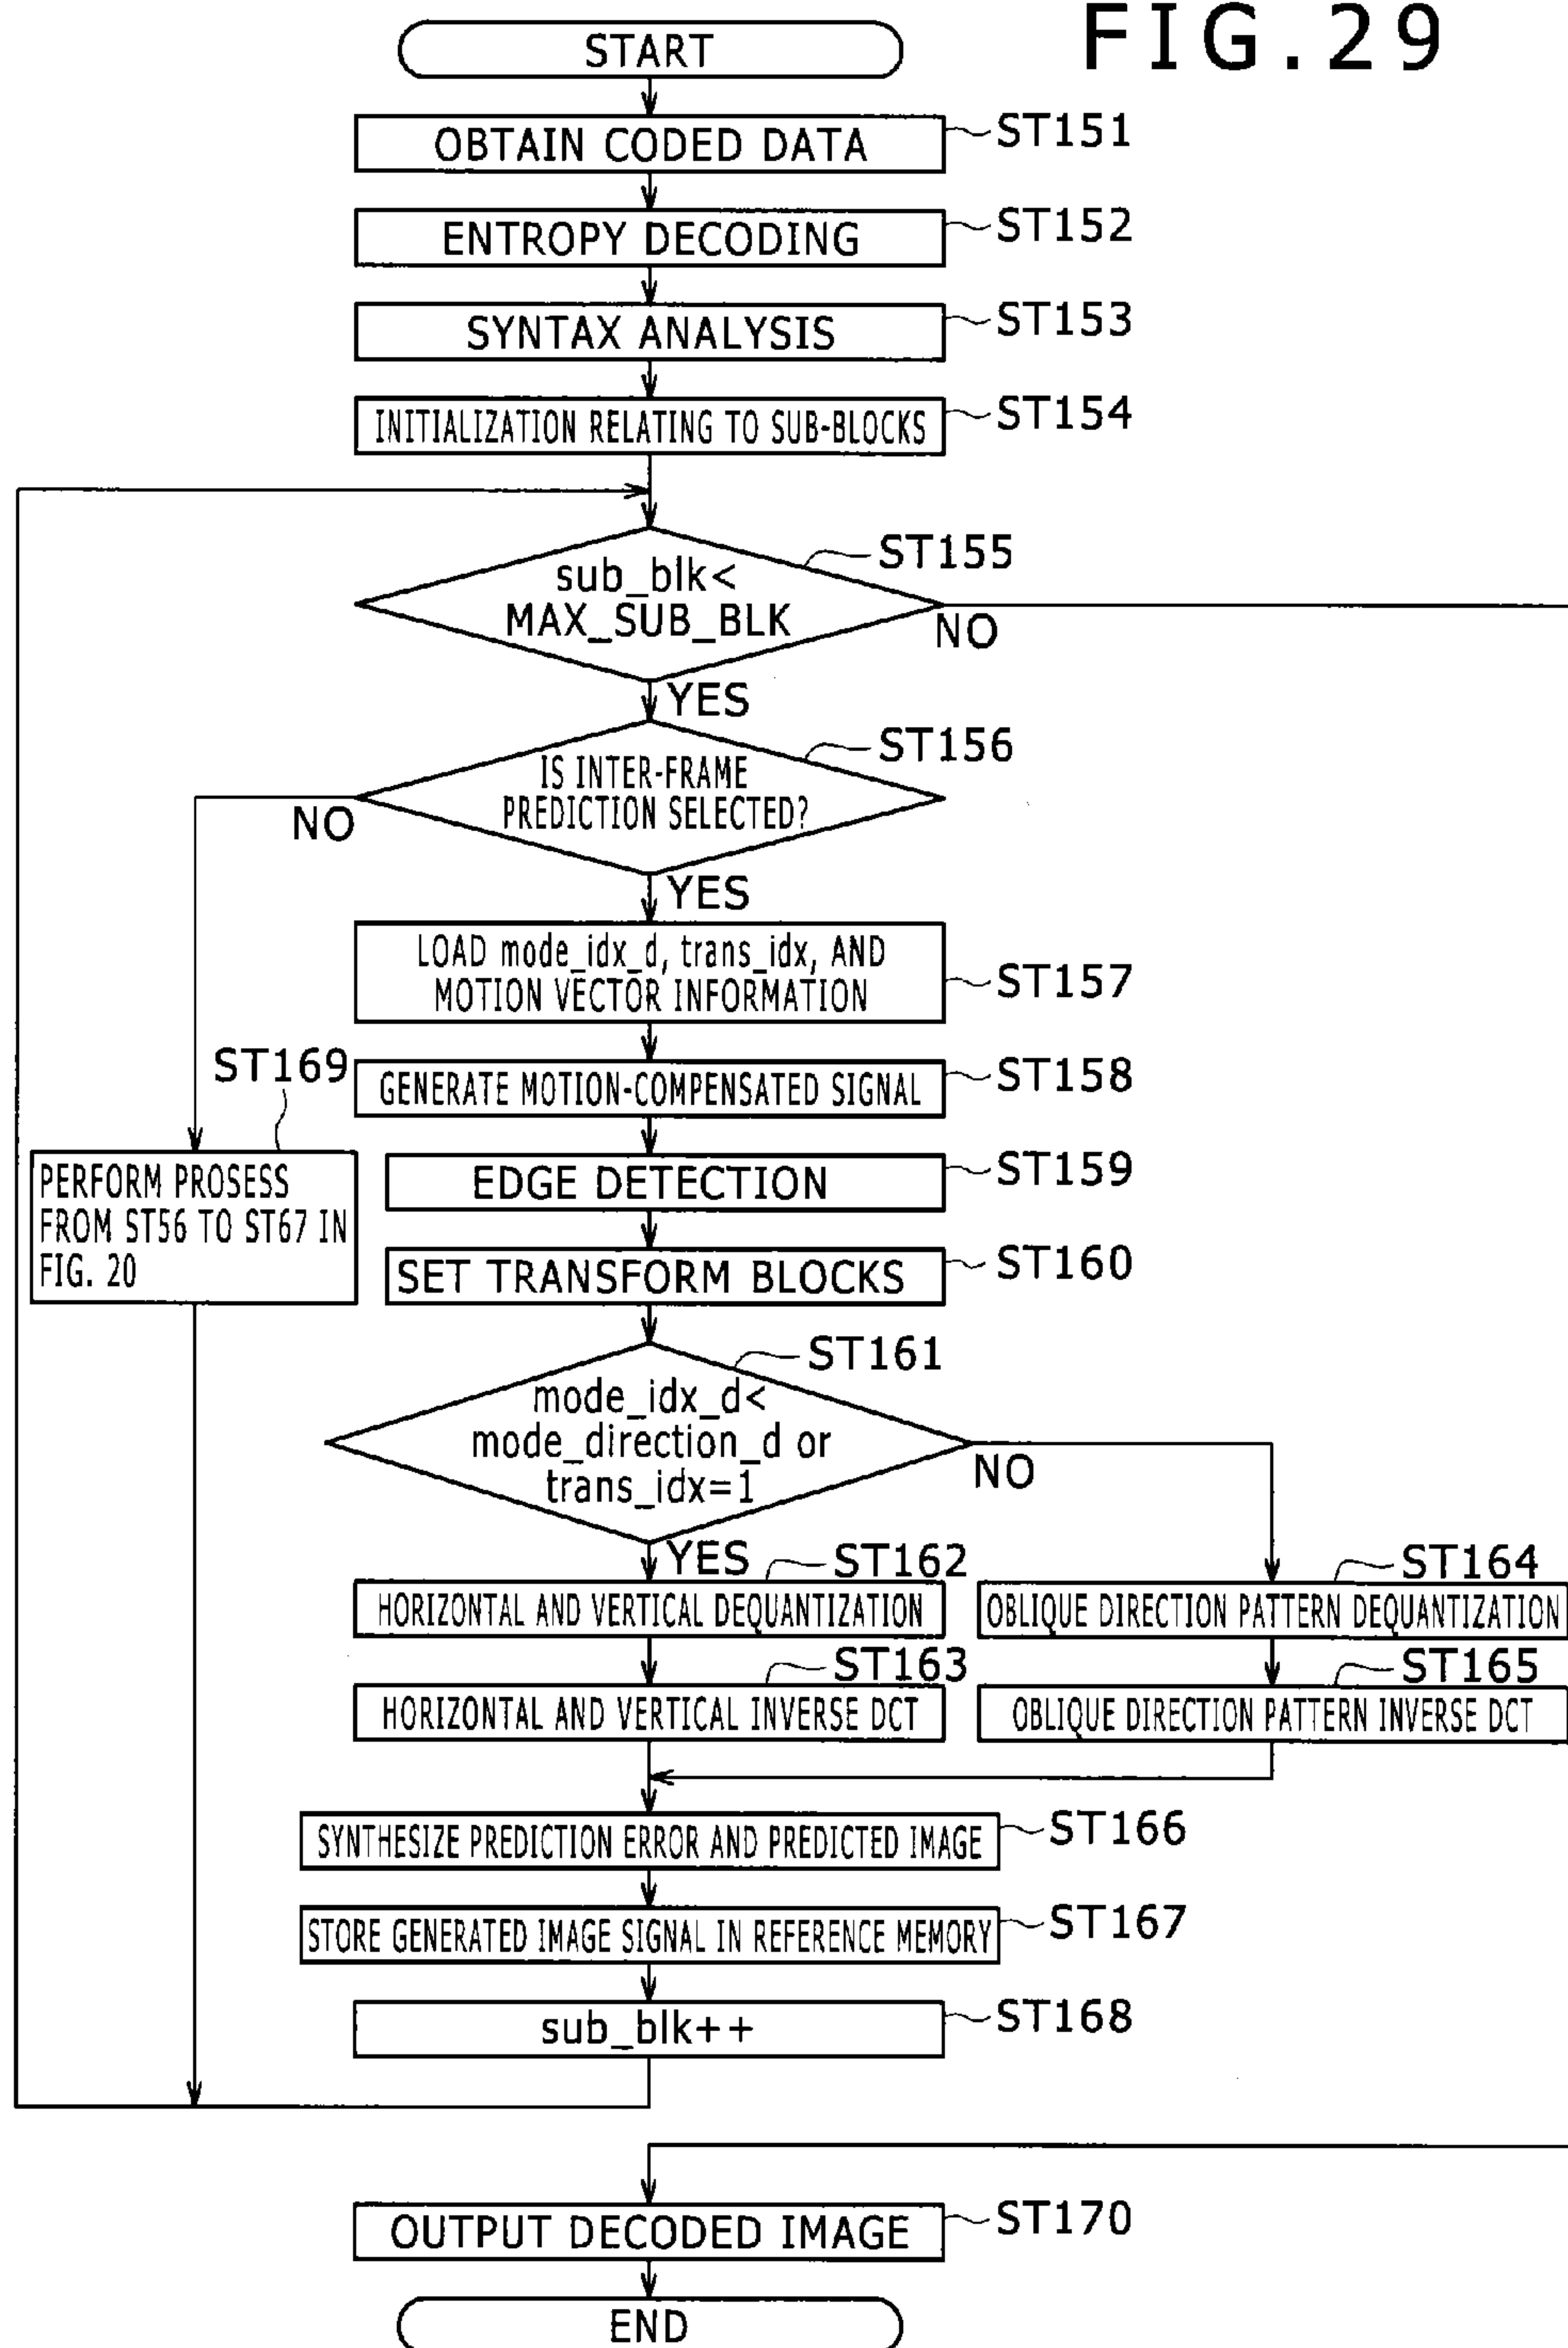 FIG.29
START
OBTAIN CODED DATA
ST151
ENTROPY DECODING
ST152
SYNTAX ANALYSIS
ST153
INITIALIZATION RELATING TO SUB-BLOCKS
ST154
sub_blk<
MAX_SUB_BLK
ST155
NO
YES
IS INTER-FRAME
PREDICTION SELECTED?
ST156
NO
YES
LOAD mode_idx_d, trans_idx, AND
MOTION VECTOR INFORMATION
ST157
GENERATE MOTION-COMPENSATED SIGNAL
ST158
ST169
PERFORM PROSESS
FROM ST56 TO ST67 IN
FIG. 20
EDGE DETECTION
ST159
SET TRANSFORM BLOCKS
ST160
ST161
mode_idx_d<
mode_direction_d or
trans_idx=1
NO
YES
ST162
HORIZONTAL AND VERTICAL DEQUANTIZATION
ST164
OBLIQUE DIRECTION PATTERN DEQUANTIZATION
ST163
HORIZONTAL AND VERTICAL INVERSE DCT
ST165
OBLIQUE DIRECTION PATTERN INVERSE DCT
SYNTHESIZE PREDICTION ERROR AND PREDICTED IMAGE
ST166
STORE GENERATED IMAGE SIGNAL IN REFERENCE MEMORY
ST167
sub_blk++
ST168
OUTPUT DECODED IMAGE
ST170
END